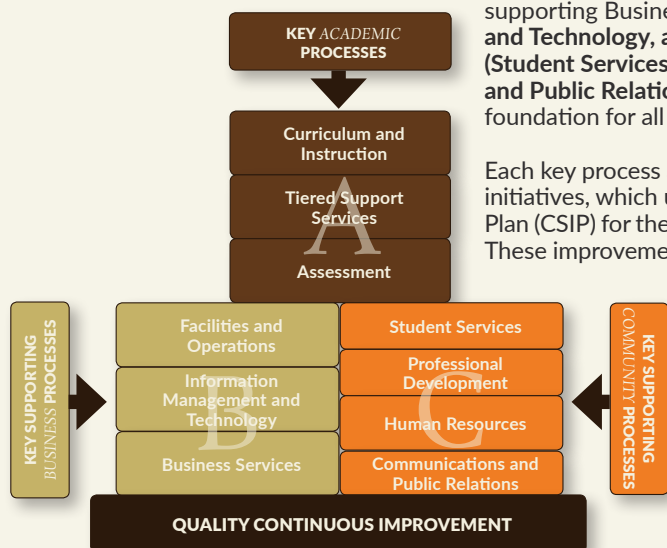 KEY ACADEMIC
PROCESSES
supporting
and Technology,
(Student Services
and Public
foundation for all
Each key process
initiatives, which
Plan (CSIP) for the
These
Curriculum and
Instruction
Tiered Support
Services
A
Assessment
KEY SUPPORTING
BUSINESS PROCESSES
Facilities and
Operations
Information
Management and
Technology
B
Business Services
Student Services
Professional
Development
C
Human Resources
Communications and
Public Relations
KEY SUPPORTING
COMMUNITY PROCESSES
QUALITY CONTINUOUS IMPROVEMENT